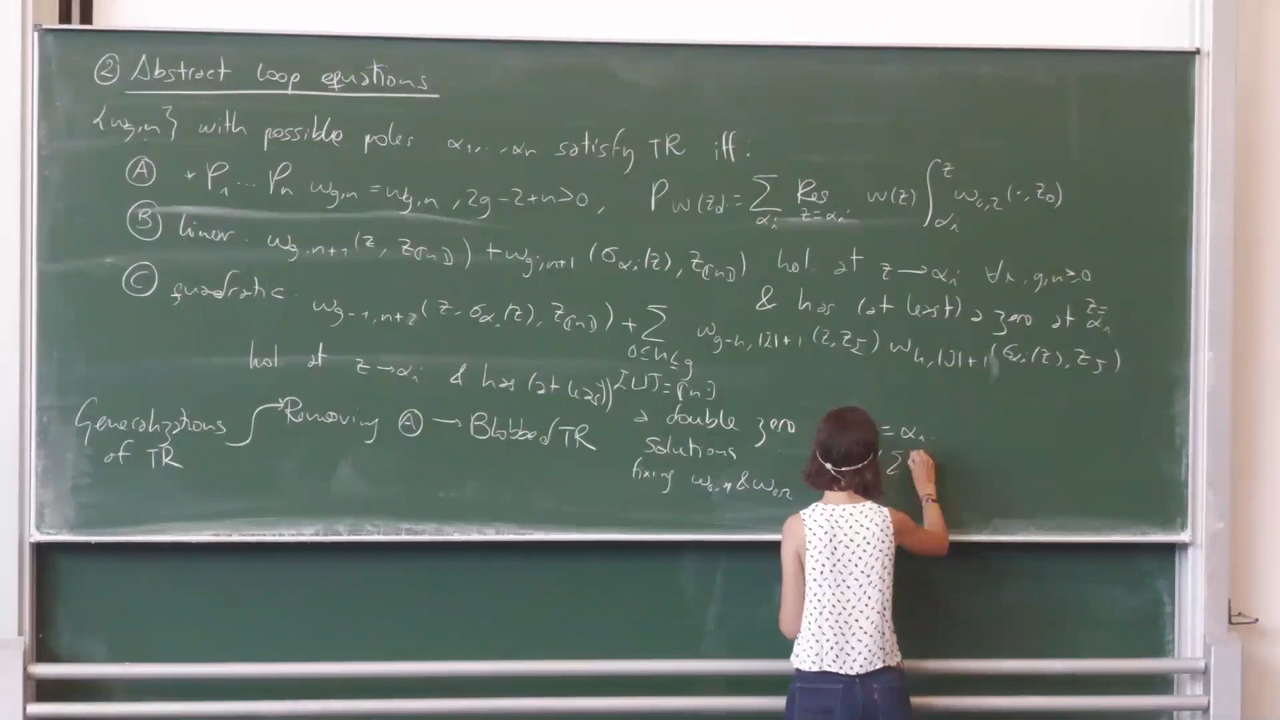 ② Abstract loop equations
{ω_{g,n}} with possible poles α_1, ..., α_r satisfy TR iff:
Ⓐ * P_1 ... P_n ω_{g,n} = ω_{g,n}, 2g-2+n>0, P ω(z_0) = ∑_{α_i} Res_{z=α_i} ω(z) ∫_{α_i}^{z} ω_{0,2}(·, z_0)
Ⓑ linear. ω_{g,n+1}(z, z_{[n]}) + ω_{g,n+1}(σ_{α_i}(z), z_{[n]}) hol. at z → α_i ∀i, g, n≥0
& has (at least) a zero at z=α_i
Ⓒ quadratic. ω_{g-1,n+2}(z, σ_{α_i}(z), z_{[n]}) + ∑_{0≤h≤g, I⊔J=[n]} ω_{g-h,|I|+1}(z, z_I) ω_{h,|J|+1}(σ_{α_i}(z), z_J)
hol at z → α_i & has (at least)
a double zero = α_i
Generalizations of TR
Removing Ⓐ → Blobbed TR
solutions (∑
fixing ω_{0,1} & ω_{0,2}